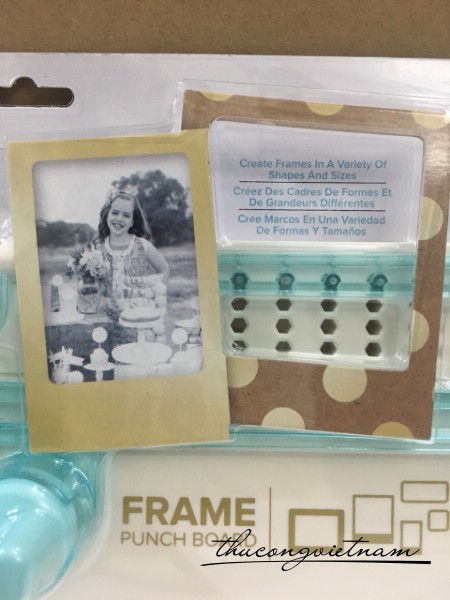 Create Frames In A Variety Of
Shapes And Sizes
Créez Des Cadres De Formes Et
De Grandeurs Différentes
Cree Marcos En Una Variedad
De Formas Y Tamaños
FRAME
PUNCH BOARD
thucongvietnam